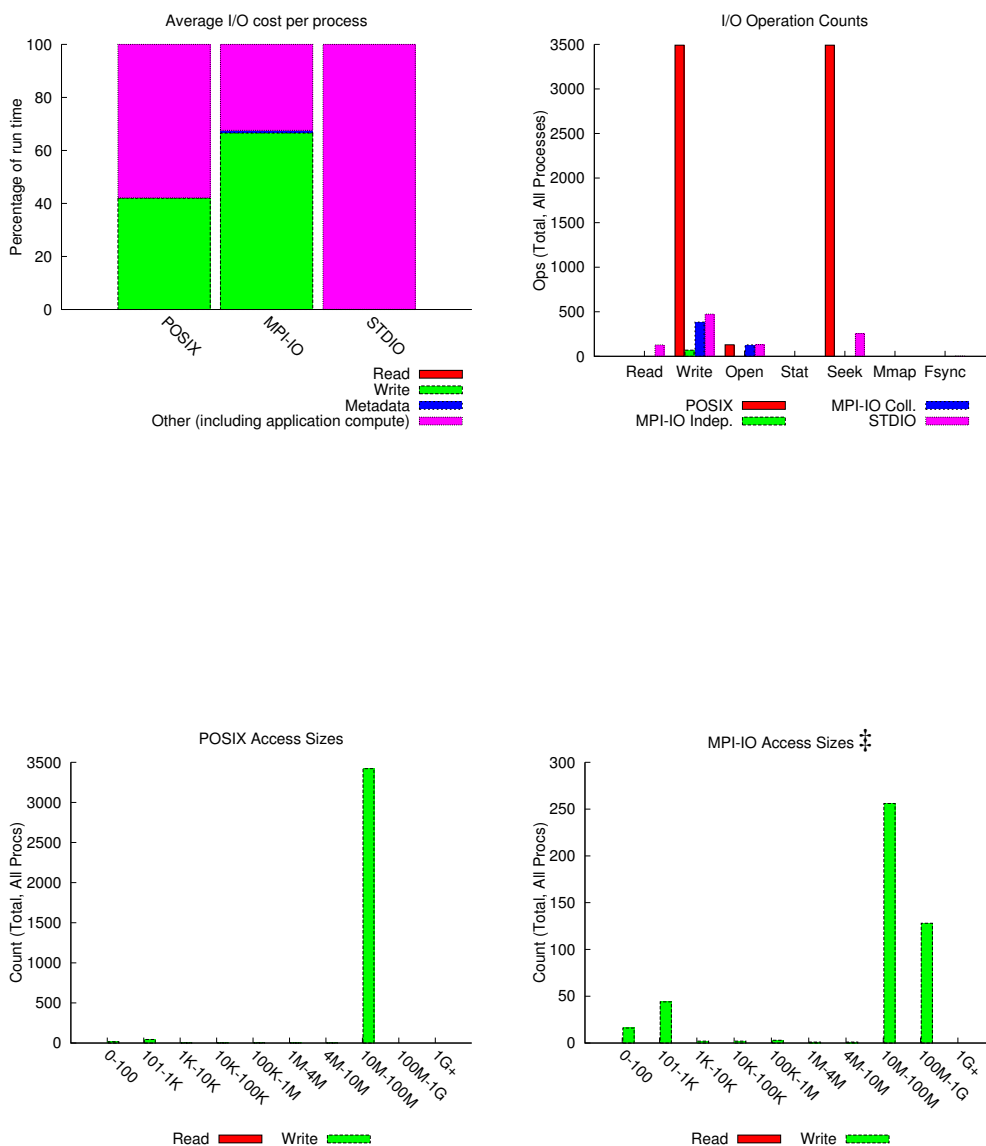 Average I/O cost per process
100
80
60
40
20
0
Percentage of run time
POSIX
MPI-IO
STDIO
Read
Write
Metadata
Other (including application compute)
I/O Operation Counts
3500
3000
2500
2000
1500
1000
500
0
Ops (Total, All Processes)
Read Write Open Stat Seek Mmap Fsync
POSIX
MPI-IO Indep.
MPI-IO Coll.
STDIO
POSIX Access Sizes
3500
3000
2500
2000
1500
1000
500
0
Count (Total, All Procs)
0-100
101-1K
1K-10K
10K-100K
100K-1M
1M-4M
4M-10M
10M-100M
100M-1G
1G+
Read Write
MPI-IO Access Sizes ‡
300
250
200
150
100
50
0
Count (Total, All Procs)
0-100
101-1K
1K-10K
10K-100K
100K-1M
1M-4M
4M-10M
10M-100M
100M-1G
1G+
Read Write